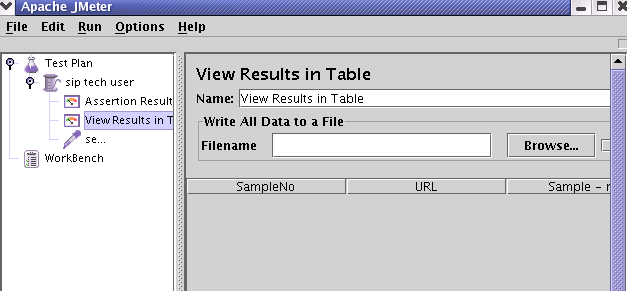 Apache JMeter
File Edit Run Options Help
Test Plan
sip tech user
Assertion Result
View Results in T
se...
WorkBench
View Results in Table
Name: View Results in Table
Write All Data to a File
Filename Browse...
SampleNo URL Sample -